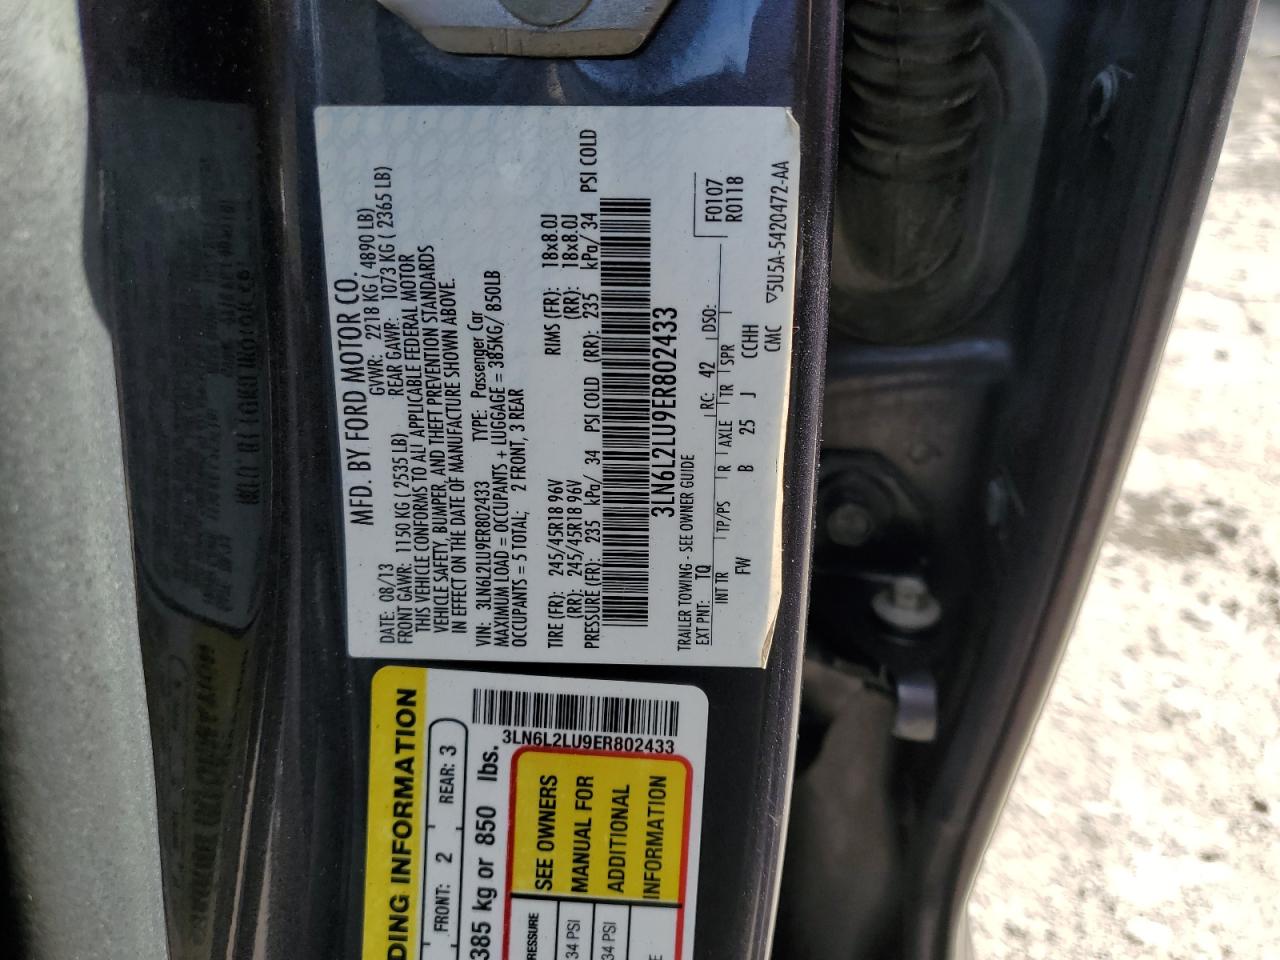 MFD. BY FORD MOTOR CO.
DATE: 08/13 GVWR: 2218 KG ( 4890 LB)
FRONT GAWR: 1150 KG ( 2535 LB) REAR GAWR: 1073 KG ( 2365 LB)
THIS VEHICLE CONFORMS TO ALL APPLICABLE FEDERAL MOTOR
VEHICLE SAFETY, BUMPER, AND THEFT PREVENTION STANDARDS
IN EFFECT ON THE DATE OF MANUFACTURE SHOWN ABOVE.
VIN: 3LN6L2LU9ER802433 TYPE: Passenger Car
MAXIMUM LOAD = OCCUPANTS + LUGGAGE = 385KG/ 850LB
OCCUPANTS = 5 TOTAL; 2 FRONT, 3 REAR
TIRE (FR): 245/45R18 96V RIMS (FR): 18x8.0J
(RR): 245/45R18 96V (RR): 18x8.0J
PRESSURE (FR): 235 kPa/ 34 PSI COLD (RR): 235 kPa/ 34 PSI COLD
3LN6L2LU9ER802433
TRAILER TOWING - SEE OWNER GUIDE
F0107
EXT PNT: TQ RC: 42 DSO: R0118
INT TR TP/PS R AXLE TR SPR
FW B 25 J CCHH
CMC ▽5U5A-5420472-AA
3LN6L2LU9ER802433
DING INFORMATION
FRONT: 2 REAR: 3
385 kg or 850 lbs.
SEE OWNERS
MANUAL FOR
ADDITIONAL
INFORMATION
RESSURE
34 PSI
34 PSI